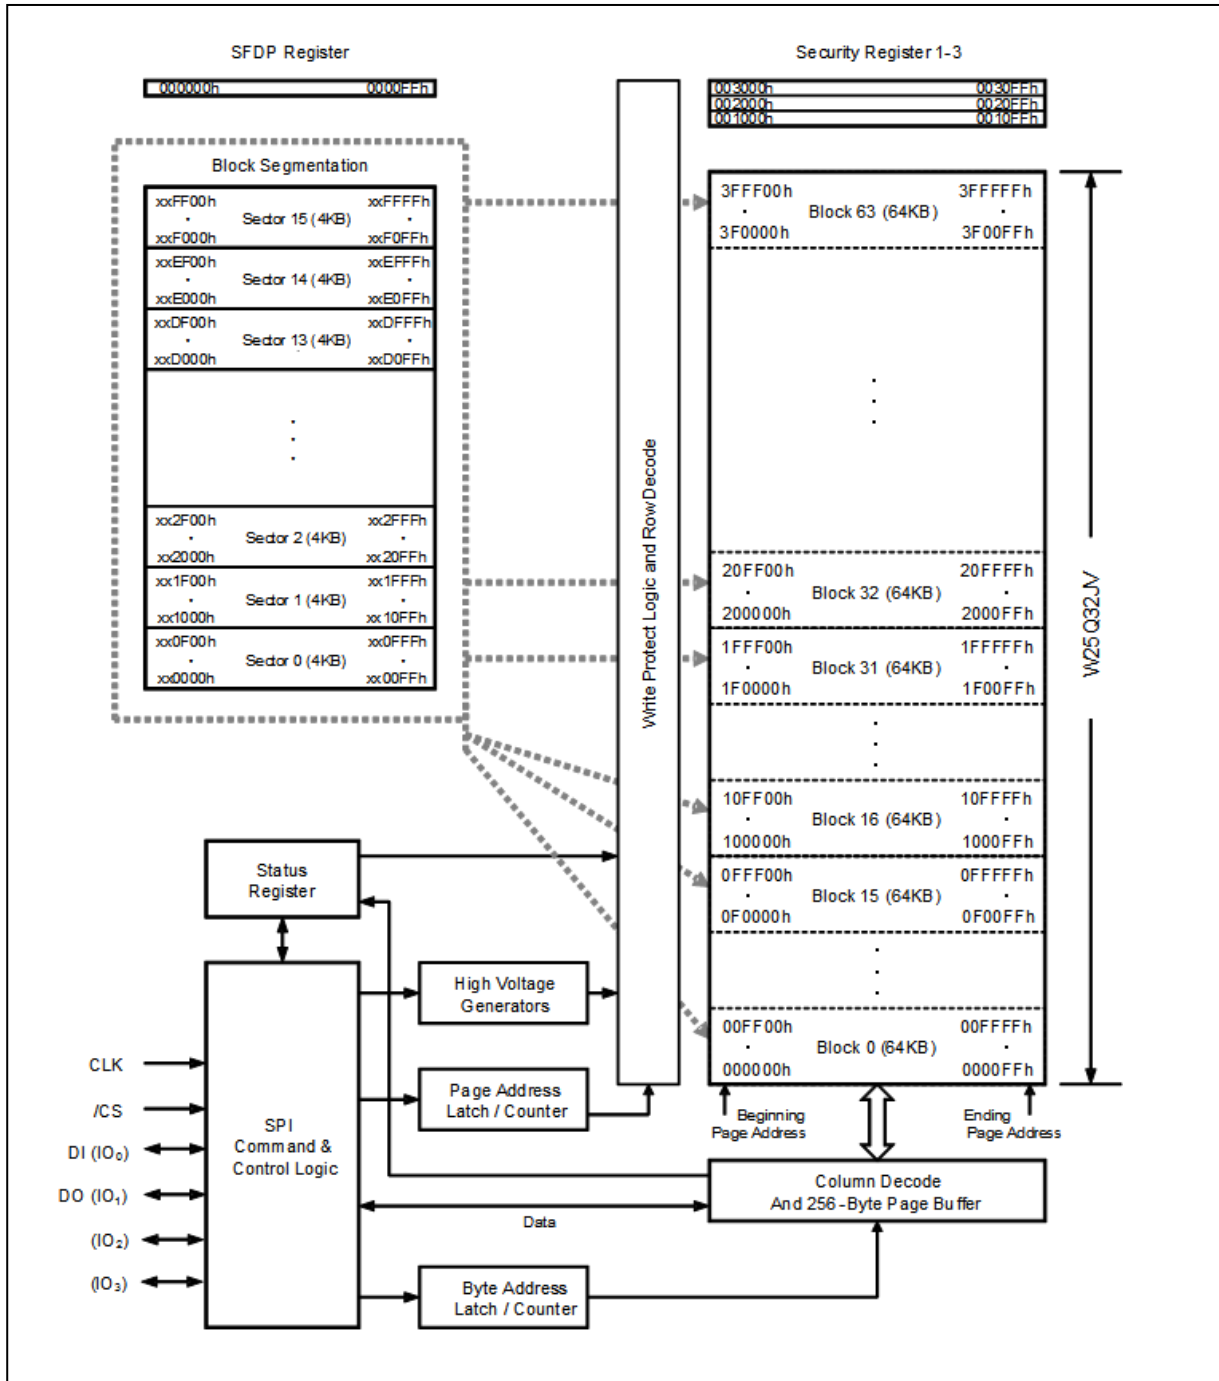 SFDP Register
000000h 0000FFh
Security Register 1-3
003000h 0030FFh
002000h 0020FFh
001000h 0010FFh
Block Segmentation
xxFF00h xxFFFFh
Sector 15 (4KB)
xxF000h xxF0FFh
xxEF00h xxEFFFh
Sector 14 (4KB)
xxE000h xxE0FFh
xxDF00h xxDFFFh
Sector 13 (4KB)
xxD000h xxD0FFh
xx2F00h xx2FFFh
Sector 2 (4KB)
xx2000h xx20FFh
xx1F00h xx1FFFh
Sector 1 (4KB)
xx1000h xx10FFh
xx0F00h xx0FFFh
Sector 0 (4KB)
xx0000h xx00FFh
Write Protect Logic and Row Decode
3FFF00h 3FFFFFh
Block 63 (64KB)
3F0000h 3F00FFh
20FF00h 20FFFFh
Block 32 (64KB)
200000h 2000FFh
1FFF00h 1FFFFFh
Block 31 (64KB)
1F0000h 1F00FFh
10FF00h 10FFFFh
Block 16 (64KB)
100000h 1000FFh
0FFF00h 0FFFFFh
Block 15 (64KB)
0F0000h 0F00FFh
00FF00h 00FFFFh
Block 0 (64KB)
000000h 0000FFh
W25Q32JV
Beginning
Page Address
Ending
Page Address
Status
Register
High Voltage
Generators
Page Address
Latch / Counter
SPI
Command &
Control Logic
CLK
/CS
DI (IO₀)
DO (IO₁)
(IO₂)
(IO₃)
Column Decode
And 256-Byte Page Buffer
Data
Byte Address
Latch / Counter